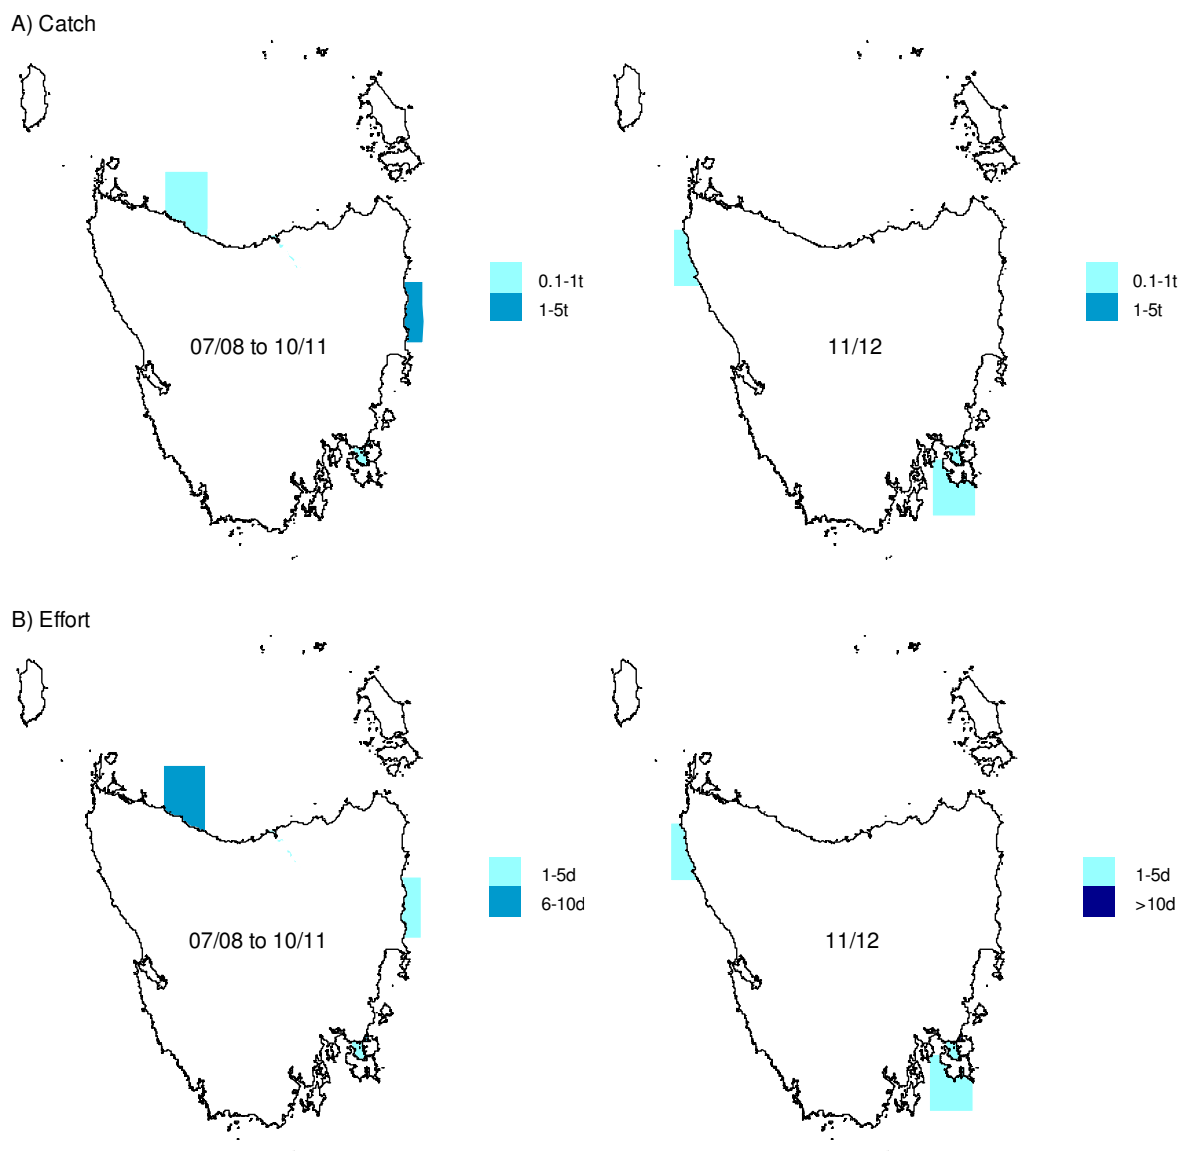 A) Catch
0.1-1t
1-5t
07/08 to 10/11
0.1-1t
1-5t
11/12
B) Effort
1-5d
6-10d
07/08 to 10/11
1-5d
>10d
11/12